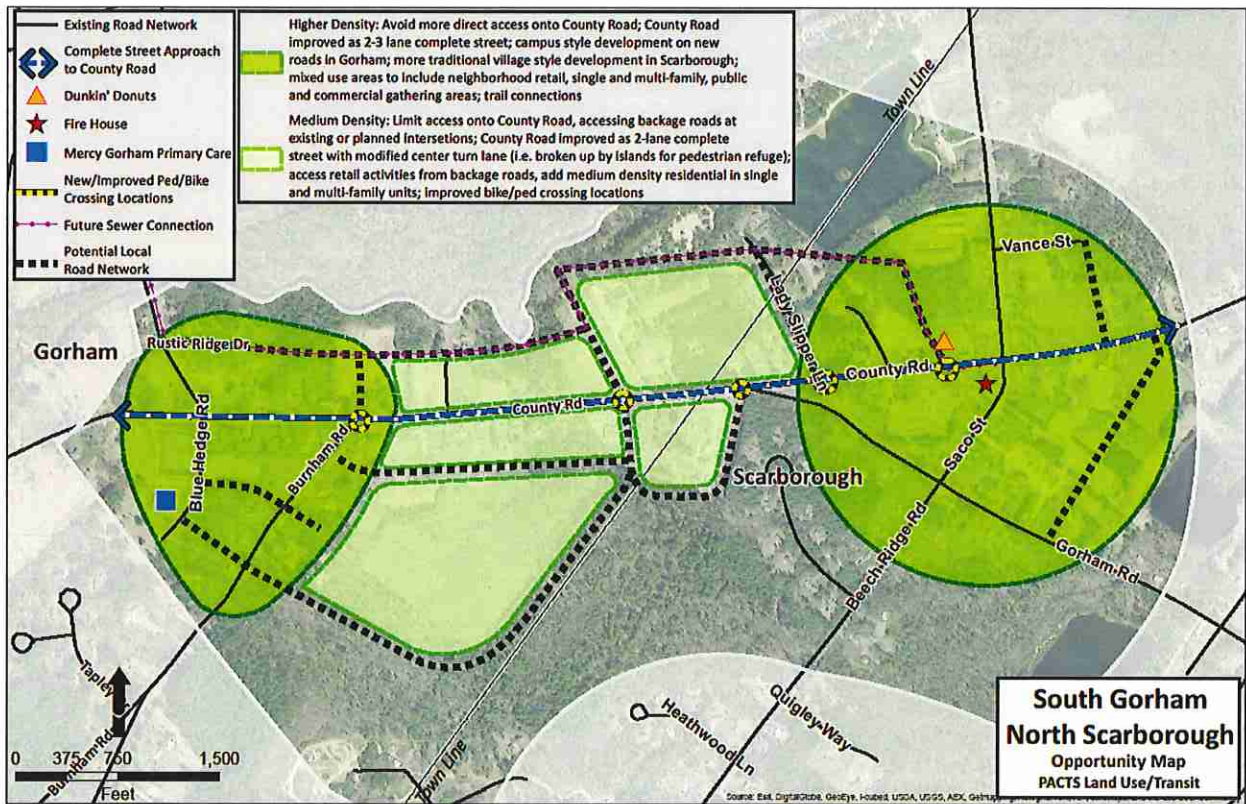 Existing Road Network
Complete Street Approach
to County Road
Dunkin' Donuts
Fire House
Mercy Gorham Primary Care
New/Improved Ped/Bike
Crossing Locations
Future Sewer Connection
Potential Local
Road Network
Higher Density: Avoid more direct access onto County Road; County Road
improved as 2-3 lane complete street; campus style development on new
roads in Gorham; more traditional village style development in Scarborough;
mixed use areas to include neighborhood retail, single and multi-family, public
and commercial gathering areas; trail connections
Medium Density: Limit access onto County Road, accessing backage roads at
existing or planned intersetions; County Road improved as 2-lane complete
street with modified center turn lane (i.e. broken up by islands for pedestrian refuge);
access retail activities from backage roads, add medium density residential in single
and multi-family units; improved bike/ped crossing locations
Town Line
Vance St
Lady Slipper Ln
Gorham
Rustic Ridge Dr
County Rd
County Rd
Blue Hedge Rd
Burnham Rd
Saco St
Scarborough
Beech Ridge Rd
Gorham Rd
Tapley
Burnham Rd
Quigley Way
Heathwood Ln
Town Line
0 375 750 1,500
Feet
South Gorham
North Scarborough
Opportunity Map
PACTS Land Use/Transit
Source: Esri, DigitalGlobe, GeoEye, i-cubed, USDA, USGS, AEX,